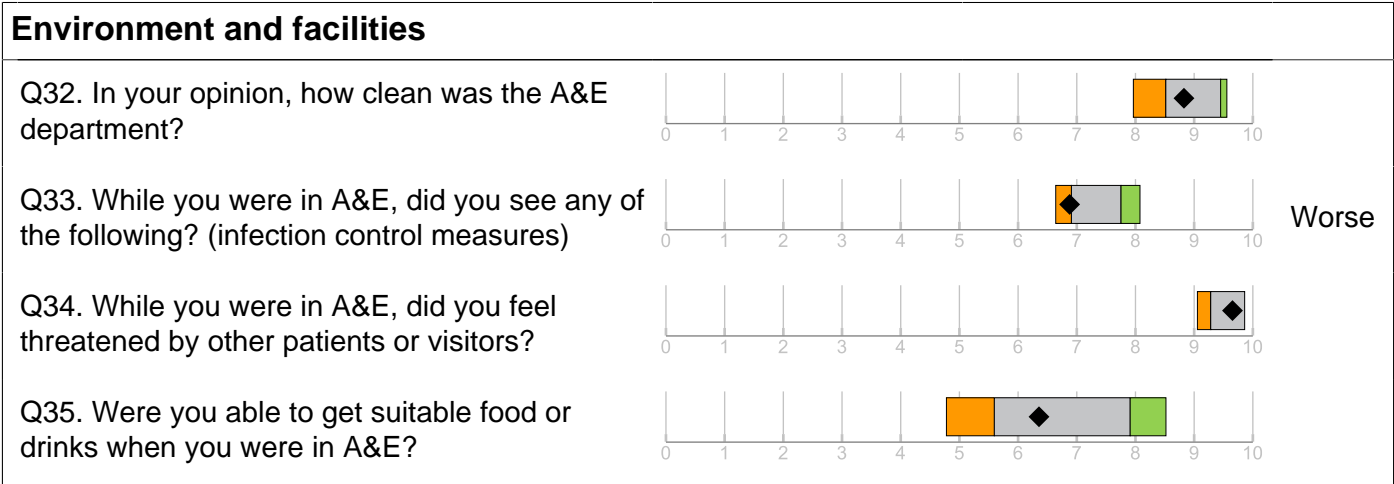 Environment and facilities
Q32. In your opinion, how clean was the A&E
department?
0 1 2 3 4 5 6 7 8 9 10
Q33. While you were in A&E, did you see any of
the following? (infection control measures)
0 1 2 3 4 5 6 7 8 9 10
Worse
Q34. While you were in A&E, did you feel
threatened by other patients or visitors?
0 1 2 3 4 5 6 7 8 9 10
Q35. Were you able to get suitable food or
drinks when you were in A&E?
0 1 2 3 4 5 6 7 8 9 10